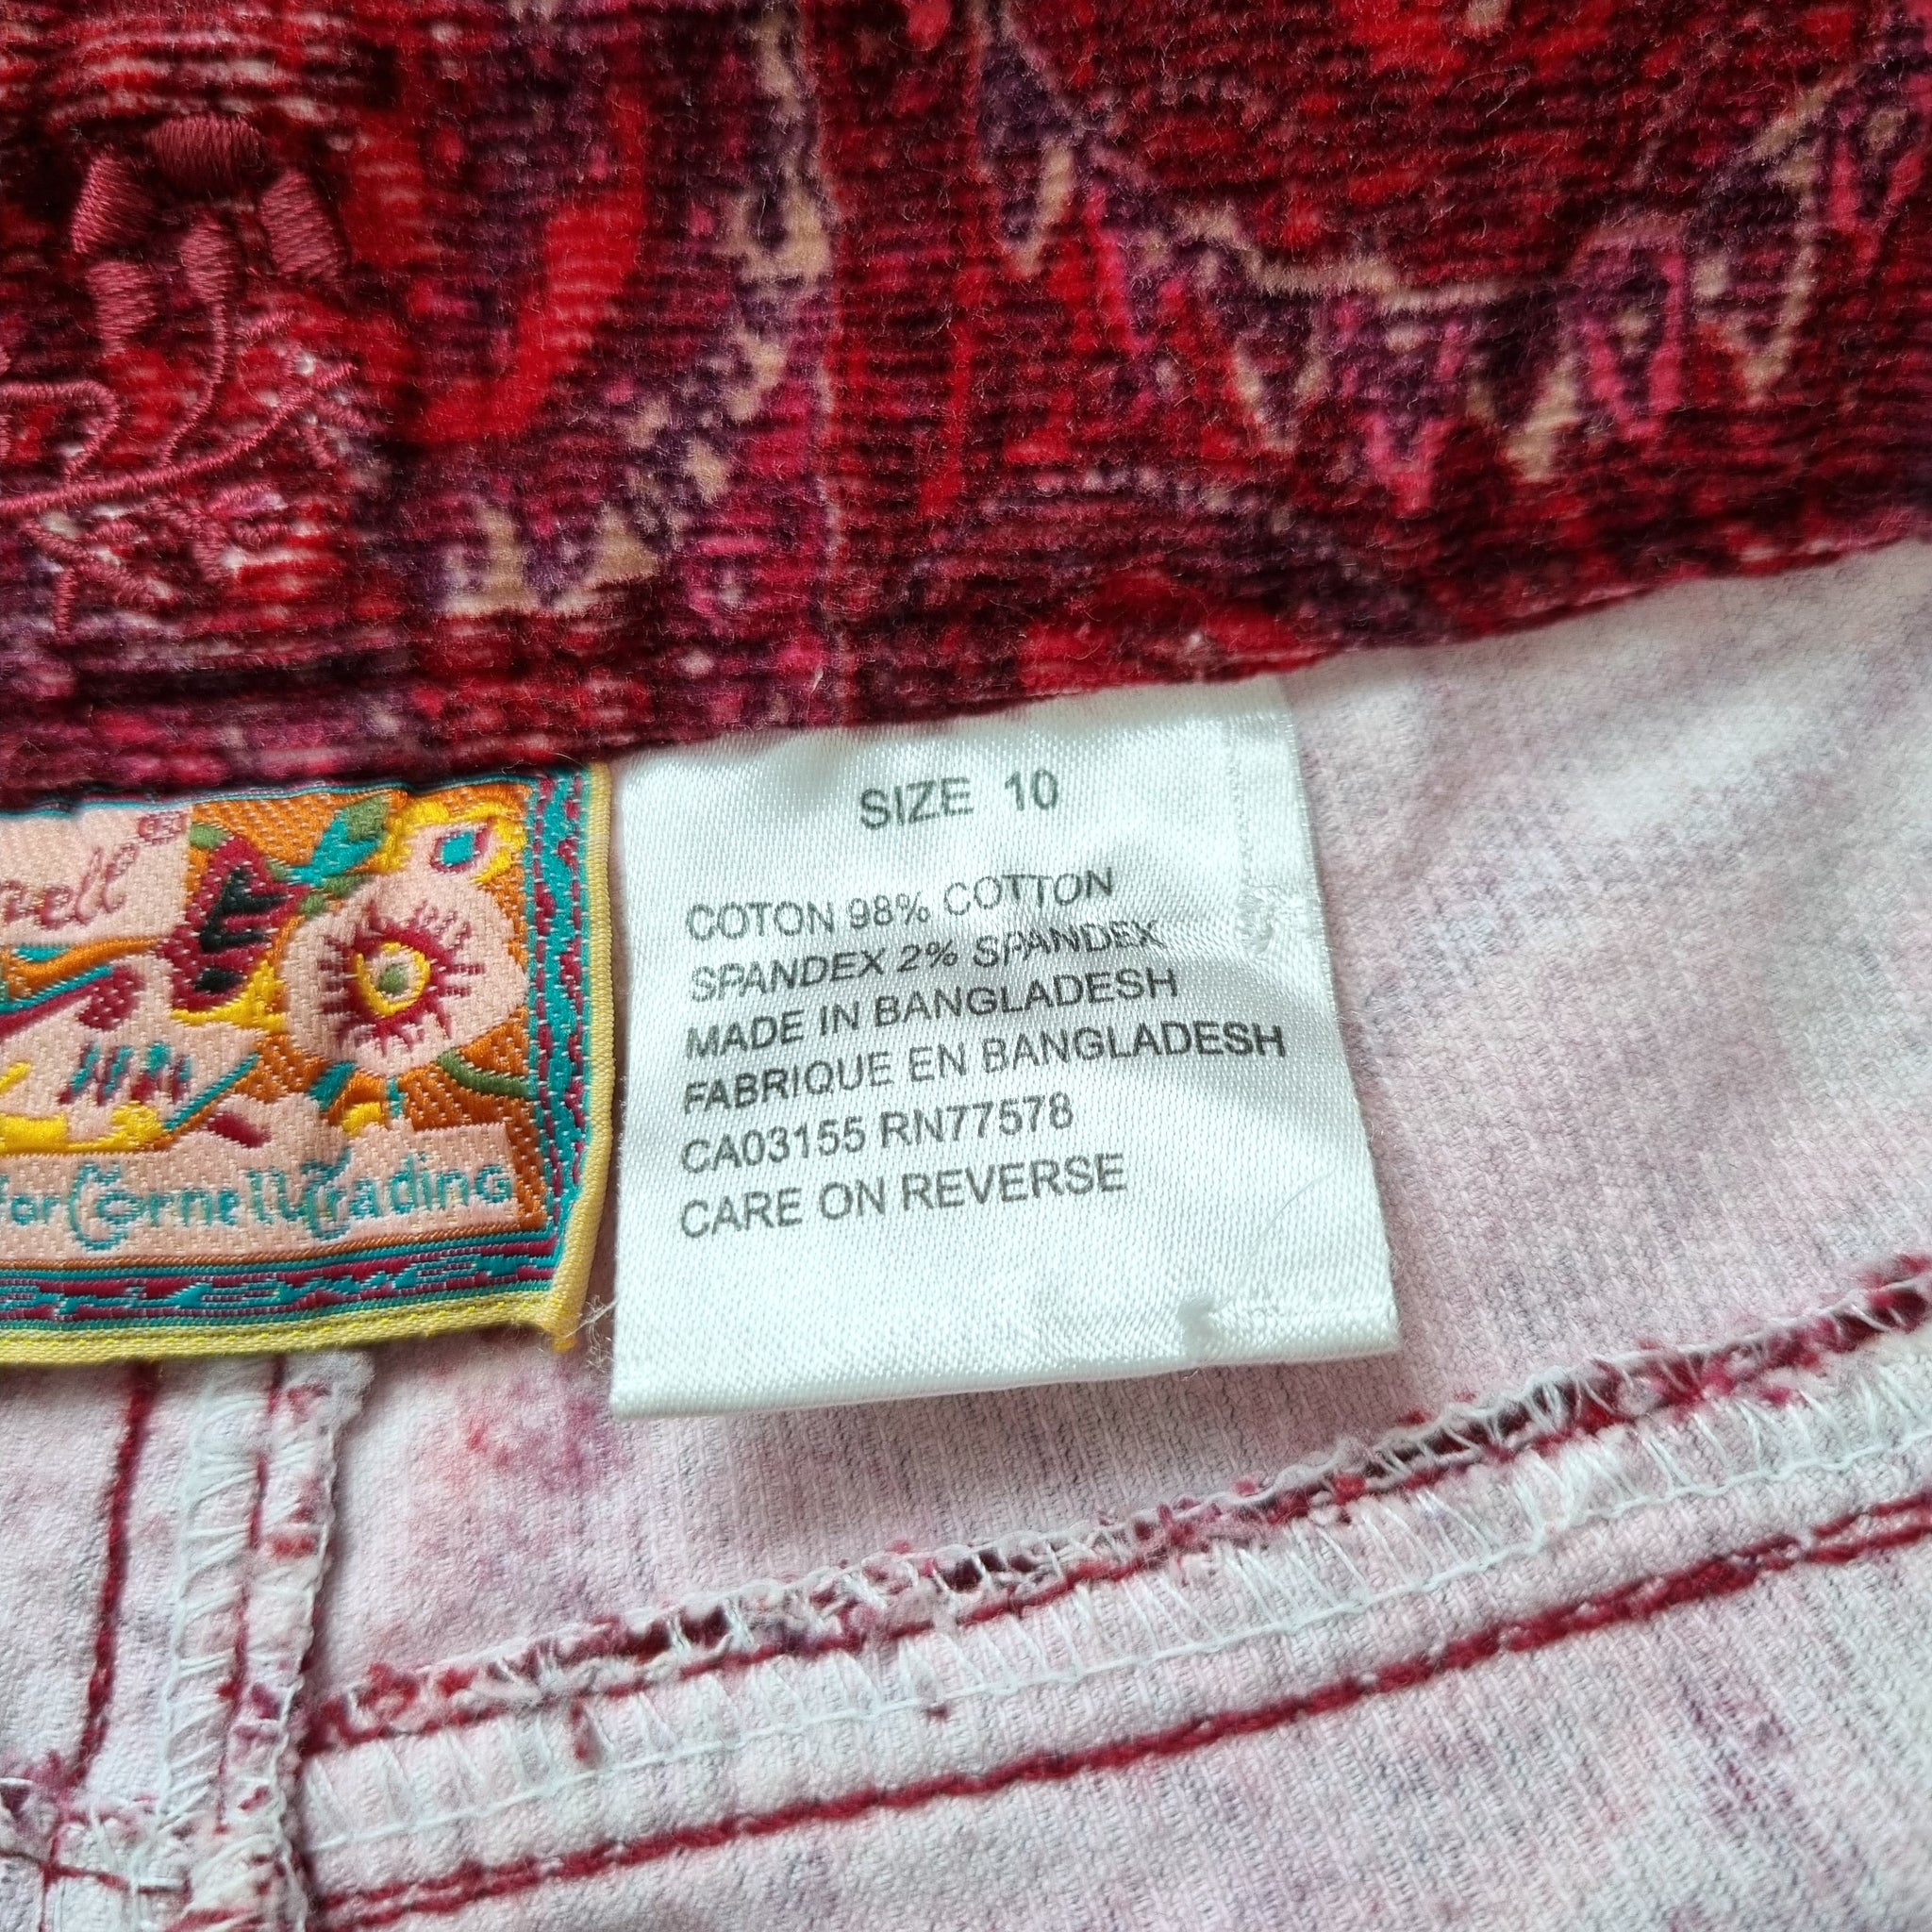 SIZE 10
COTON 98% COTTON
SPANDEX 2% SPANDEX
MADE IN BANGLADESH
FABRIQUE EN BANGLADESH
CA03155 RN77578
CARE ON REVERSE
for Cornell Trading